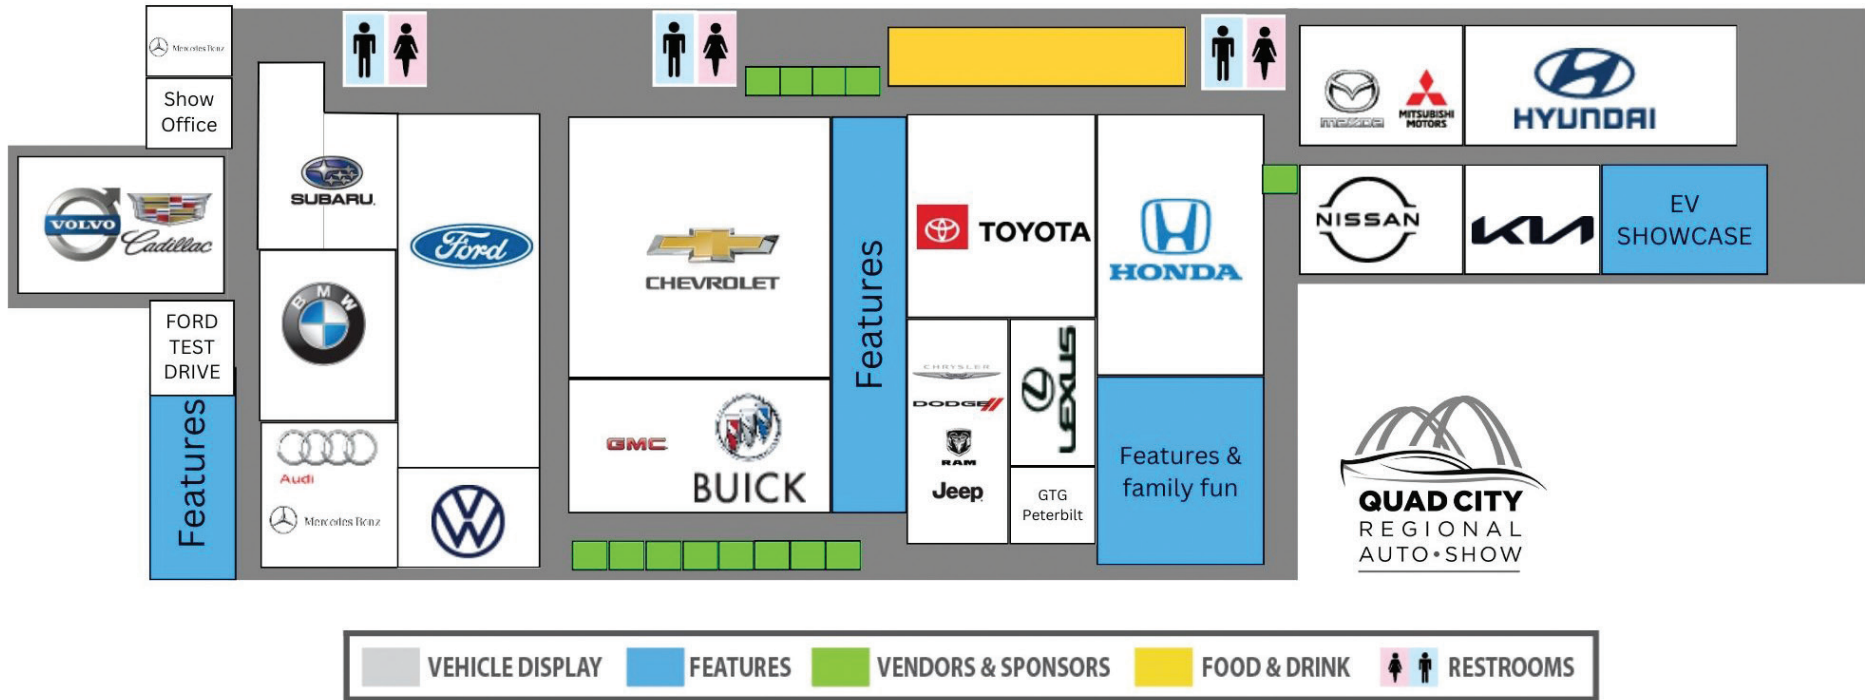 Mercedes-Benz
Show
Office
VOLVO
Cadillac
FORD
TEST
DRIVE
Features
SUBARU.
BMW
Audi
Mercedes-Benz
Ford
CHEVROLET
GMC
BUICK
Features
TOYOTA
CHRYSLER
DODGE
RAM
Jeep
LEXUS
GTG
Peterbilt
HONDA
Features &
family fun
mazda
MITSUBISHI
MOTORS
HYUNDAI
NISSAN
KIA
EV
SHOWCASE
QUAD CITY
REGIONAL
AUTO•SHOW
VEHICLE DISPLAY
FEATURES
VENDORS & SPONSORS
FOOD & DRINK
RESTROOMS